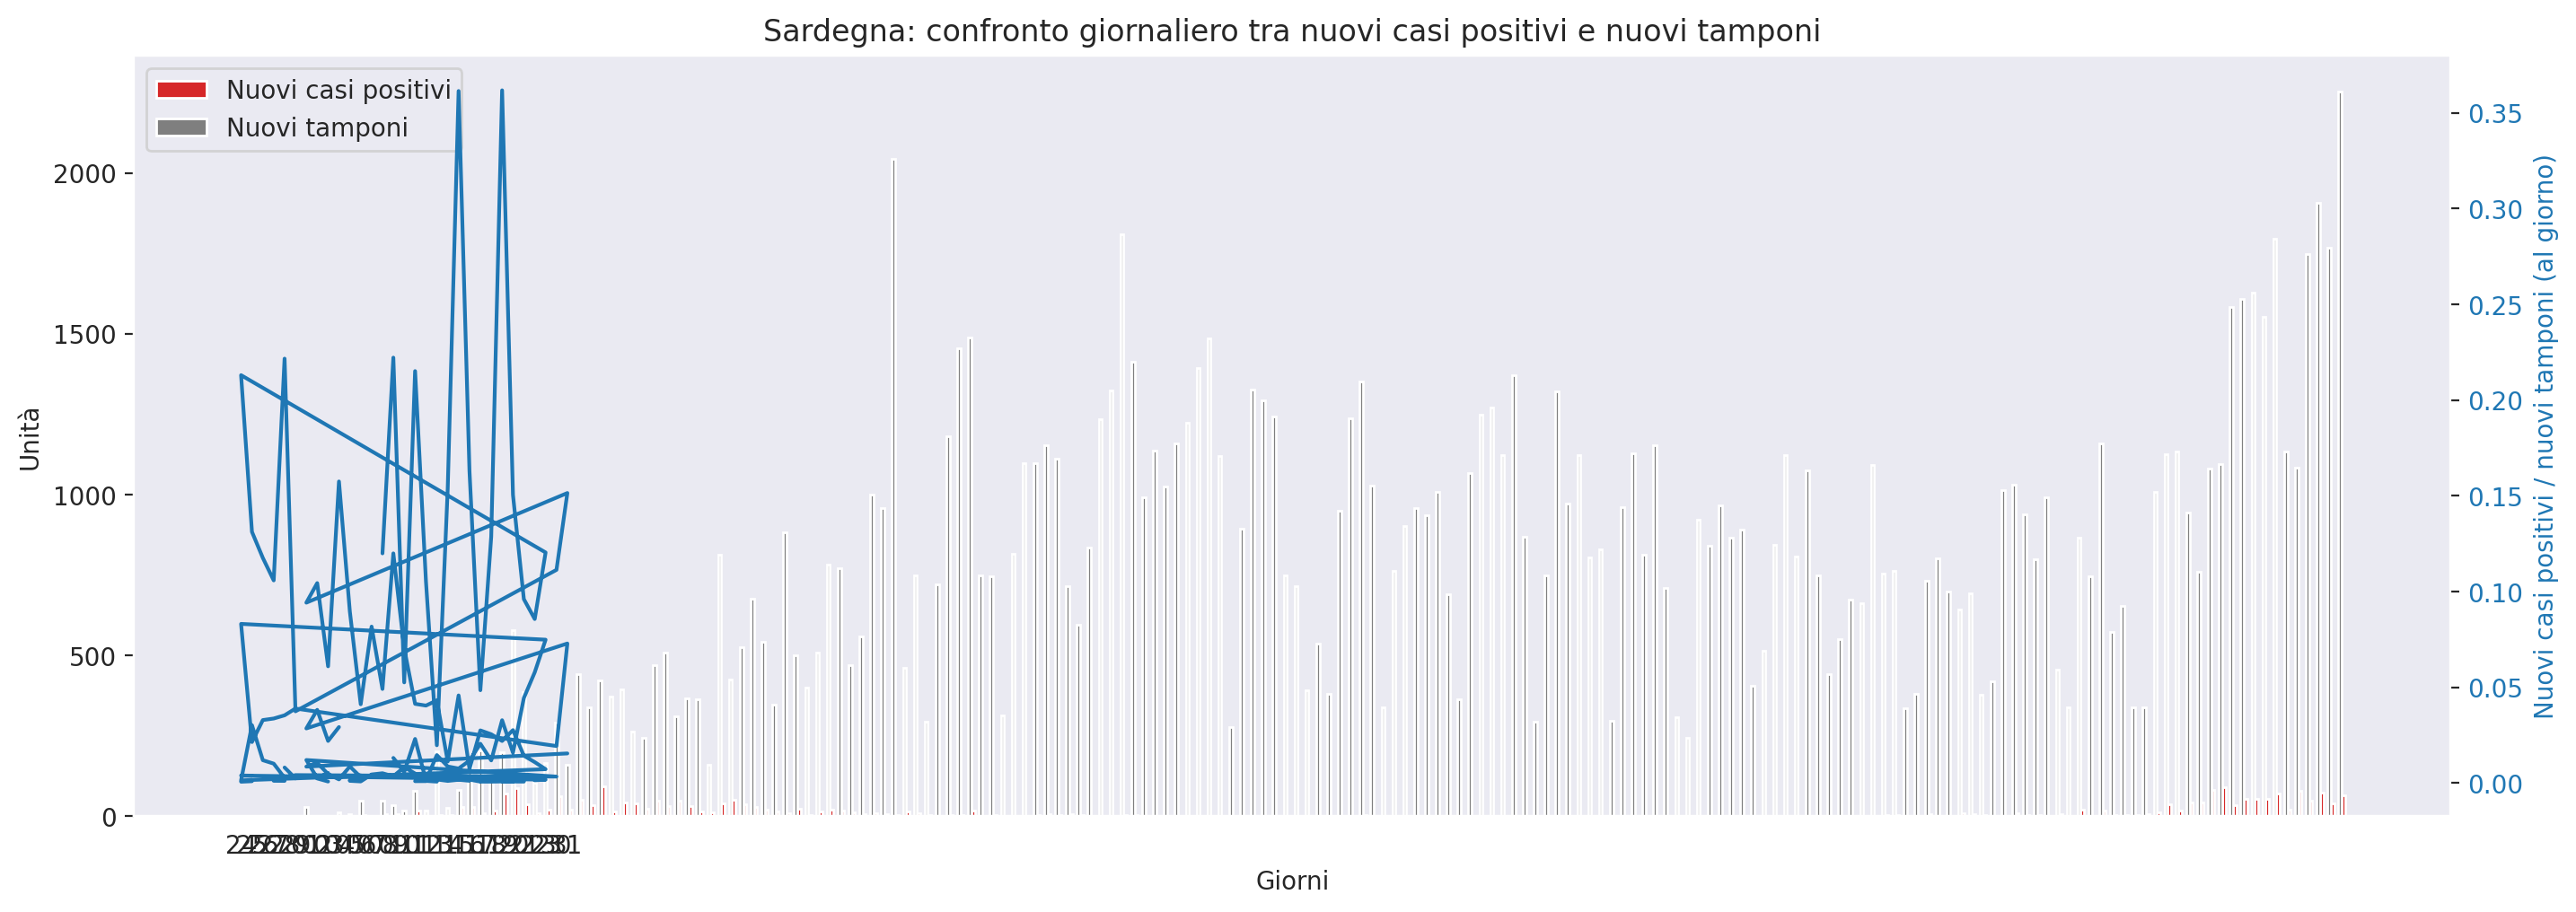 Sardegna: confronto giornaliero tra nuovi casi positivi e nuovi tamponi
Nuovi casi positivi
Nuovi tamponi
2000
1500
1000
500
0
Unità
0.35
0.30
0.25
0.20
0.15
0.10
0.05
0.00
Nuovi casi positivi / nuovi tamponi (al giorno)
Giorni